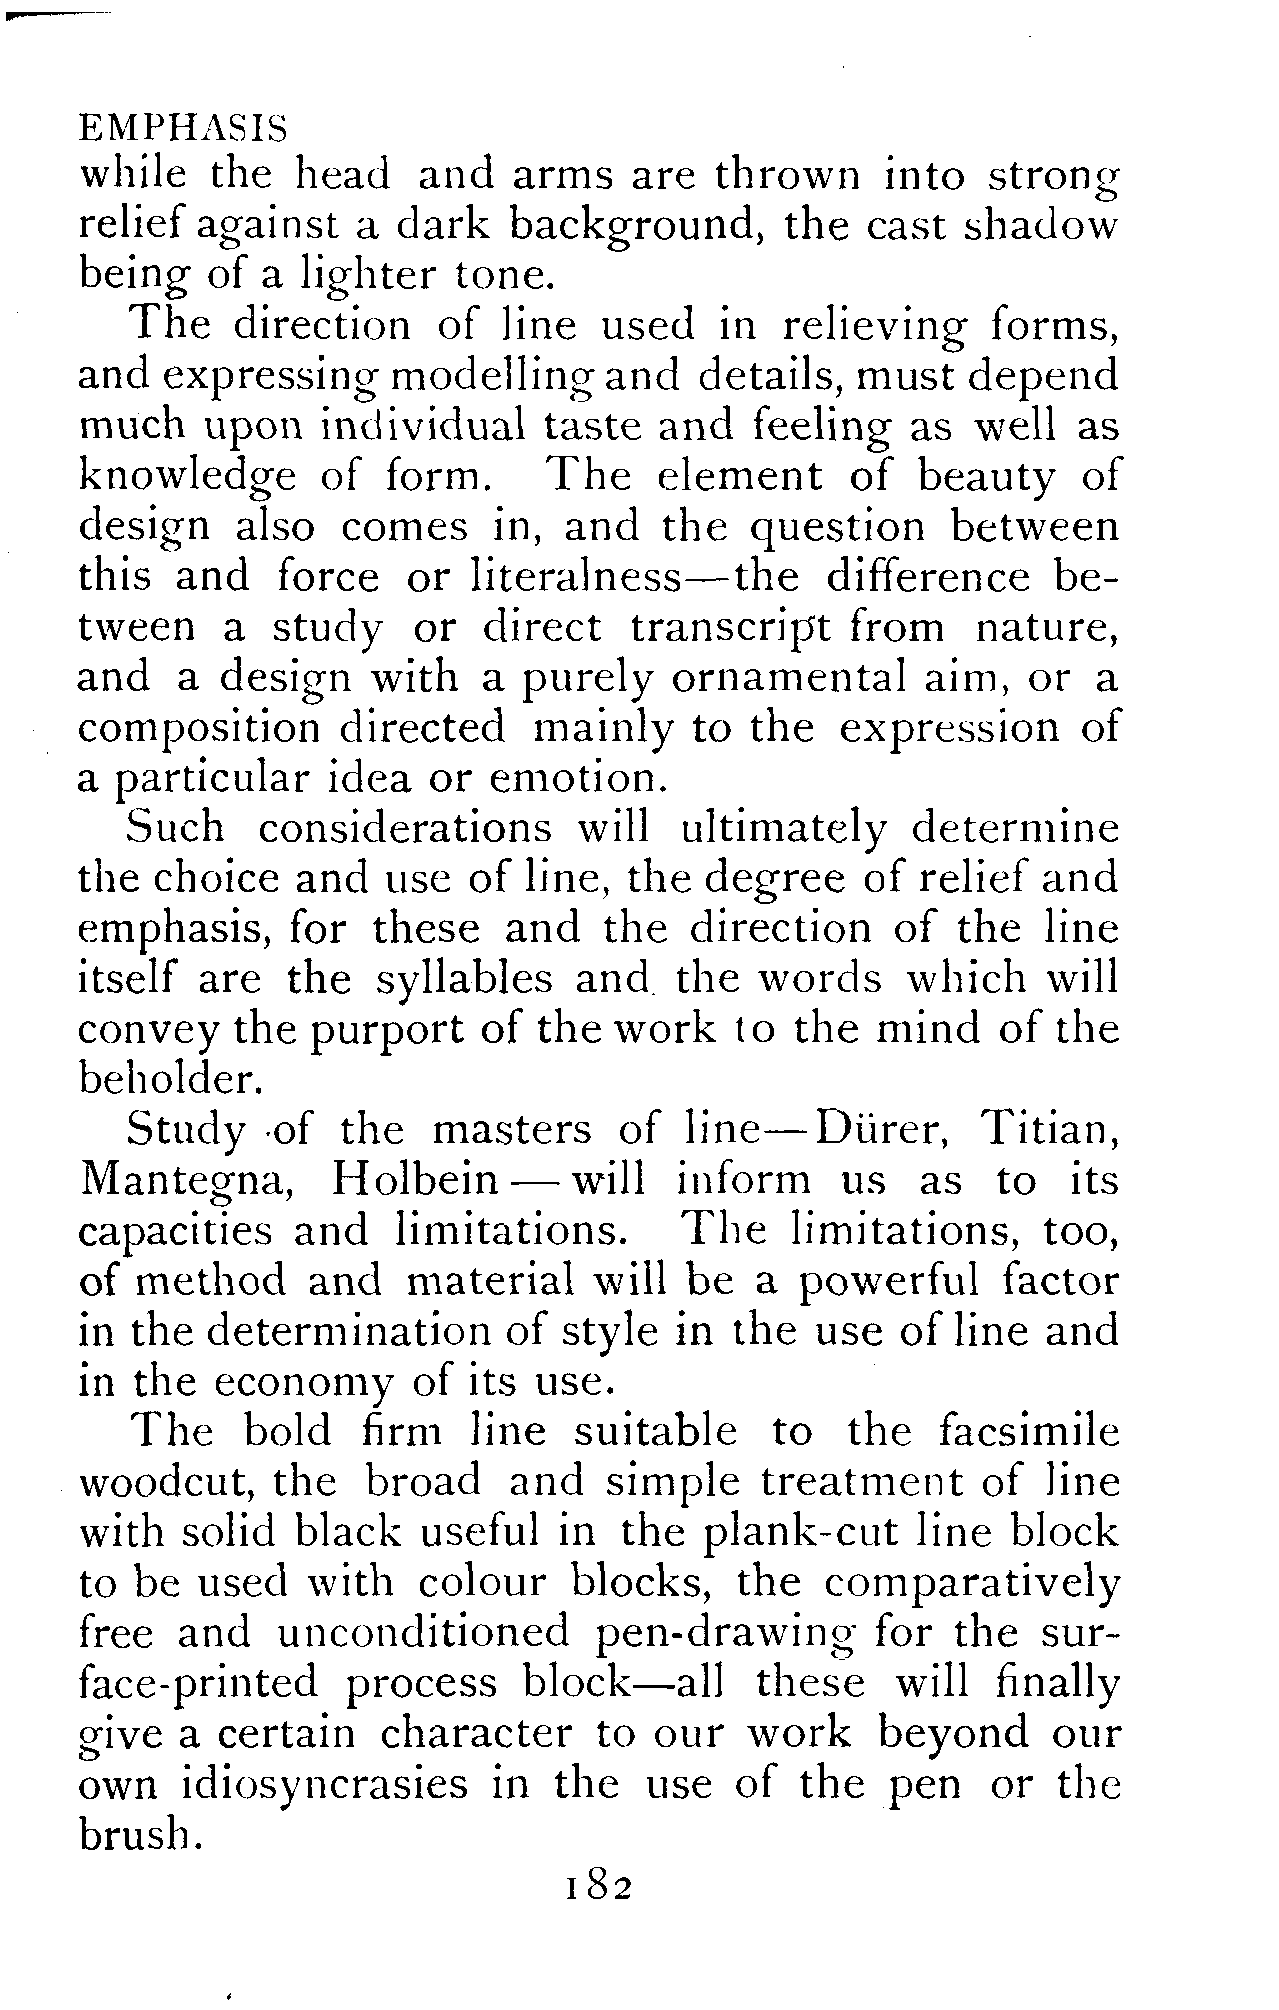 EMPHASIS
while the head and arms are thrown into strong
relief against a dark background, the cast shadow
being of a lighter tone.
The direction of line used in relieving forms,
and expressing modelling and details, must depend
much upon individual taste and feeling as well as
knowledge of form. The element of beauty of
design also comes in, and the question between
this and force or literalness—the difference be-
tween a study or direct transcript from nature,
and a design with a purely ornamental aim, or a
composition directed mainly to the expression of
a particular idea or emotion.
Such considerations will ultimately determine
the choice and use of line, the degree of relief and
emphasis, for these and the direction of the line
itself are the syllables and the words which will
convey the purport of the work to the mind of the
beholder.
Study of the masters of line—Dürer, Titian,
Mantegna, Holbein — will inform us as to its
capacities and limitations. The limitations, too,
of method and material will be a powerful factor
in the determination of style in the use of line and
in the economy of its use.
The bold firm line suitable to the facsimile
woodcut, the broad and simple treatment of line
with solid black useful in the plank-cut line block
to be used with colour blocks, the comparatively
free and unconditioned pen-drawing for the sur-
face-printed process block—all these will finally
give a certain character to our work beyond our
own idiosyncrasies in the use of the pen or the
brush.
182